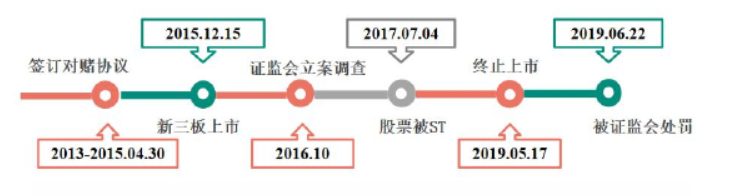 2015.12.15
2017.07.04
2019.06.22
签订对赌协议
证监会立案调查
终止上市
新三板上市
股票被ST
被证监会处罚
2013-2015.04.30
2016.10
2019.05.17